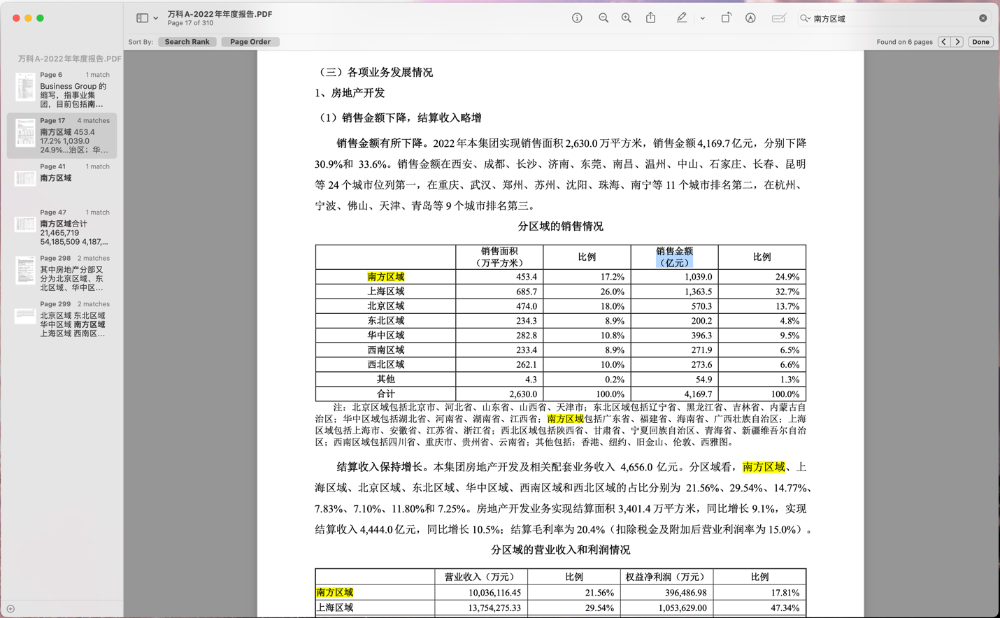 万科A-2022年年度报告.PDF
Page 17 of 310
南方区域
Sort By: Search Rank Page Order
Found on 6 pages Done
万科A-2022年年度报告.PDF
Page 6 1 match
Business Group 的
缩写，指事业集
团，目前包括南...
Page 17 4 matches
南方区域 453.4
17.2% 1,039.0
24.9%...治区；华...
Page 41 1 match
南方区域
Page 47 1 match
南方区域合计
21,465,719
54,185,509 4,187,...
Page 298 2 matches
其中房地产分部又
分为北京区域、东
北区域、华中区...
Page 299 2 matches
北京区域 东北区域
华中区域 南方区域
上海区域 西南区...
（三）各项业务发展情况
1、房地产开发
（1）销售金额下降，结算收入略增
销售金额有所下降。2022年本集团实现销售面积2,630.0万平方米，销售金额4,169.7亿元，分别下降
30.9%和 33.6%。销售金额在西安、成都、长沙、济南、东莞、南昌、温州、中山、石家庄、长春、昆明
等 24 个城市位列第一，在重庆、武汉、郑州、苏州、沈阳、珠海、南宁等 11 个城市排名第二，在杭州、
宁波、佛山、天津、青岛等 9 个城市排名第三。
分区域的销售情况
销售面积（万平方米） 比例 销售金额（亿元） 比例
南方区域 453.4 17.2% 1,039.0 24.9%
上海区域 685.7 26.0% 1,363.5 32.7%
北京区域 474.0 18.0% 570.3 13.7%
东北区域 234.3 8.9% 200.2 4.8%
华中区域 282.8 10.8% 396.3 9.5%
西南区域 233.4 8.9% 271.9 6.5%
西北区域 262.1 10.0% 273.6 6.6%
其他 4.3 0.2% 54.9 1.3%
合计 2,630.0 100.0% 4,169.7 100.0%
注：北京区域包括北京市、河北省、山东省、山西省、天津市；东北区域包括辽宁省、黑龙江省、吉林省、内蒙古自
治区；华中区域包括湖北省、河南省、湖南省、江西省；南方区域包括广东省、福建省、海南省、广西壮族自治区；上海
区域包括上海市、安徽省、江苏省、浙江省；西北区域包括陕西省、甘肃省、宁夏回族自治区、青海省、新疆维吾尔自治
区；西南区域包括四川省、重庆市、贵州省、云南省；其他包括：香港、纽约、旧金山、伦敦、西雅图。
结算收入保持增长。本集团房地产开发及相关配套业务收入 4,656.0 亿元。分区域看，南方区域、上
海区域、北京区域、东北区域、华中区域、西南区域和西北区域的占比分别为 21.56%、29.54%、14.77%、
7.83%、7.10%、11.80%和 7.25%。房地产开发业务实现结算面积 3,401.4 万平方米，同比增长 9.1%，实现
结算收入 4,444.0亿元，同比增长 10.5%；结算毛利率为20.4%（扣除税金及附加后营业利润率为 15.0%）。
分区域的营业收入和利润情况
营业收入（万元） 比例 权益净利润（万元） 比例
南方区域 10,036,116.45 21.56% 396,486.98 17.81%
上海区域 13,754,275.33 29.54% 1,053,629.00 47.34%